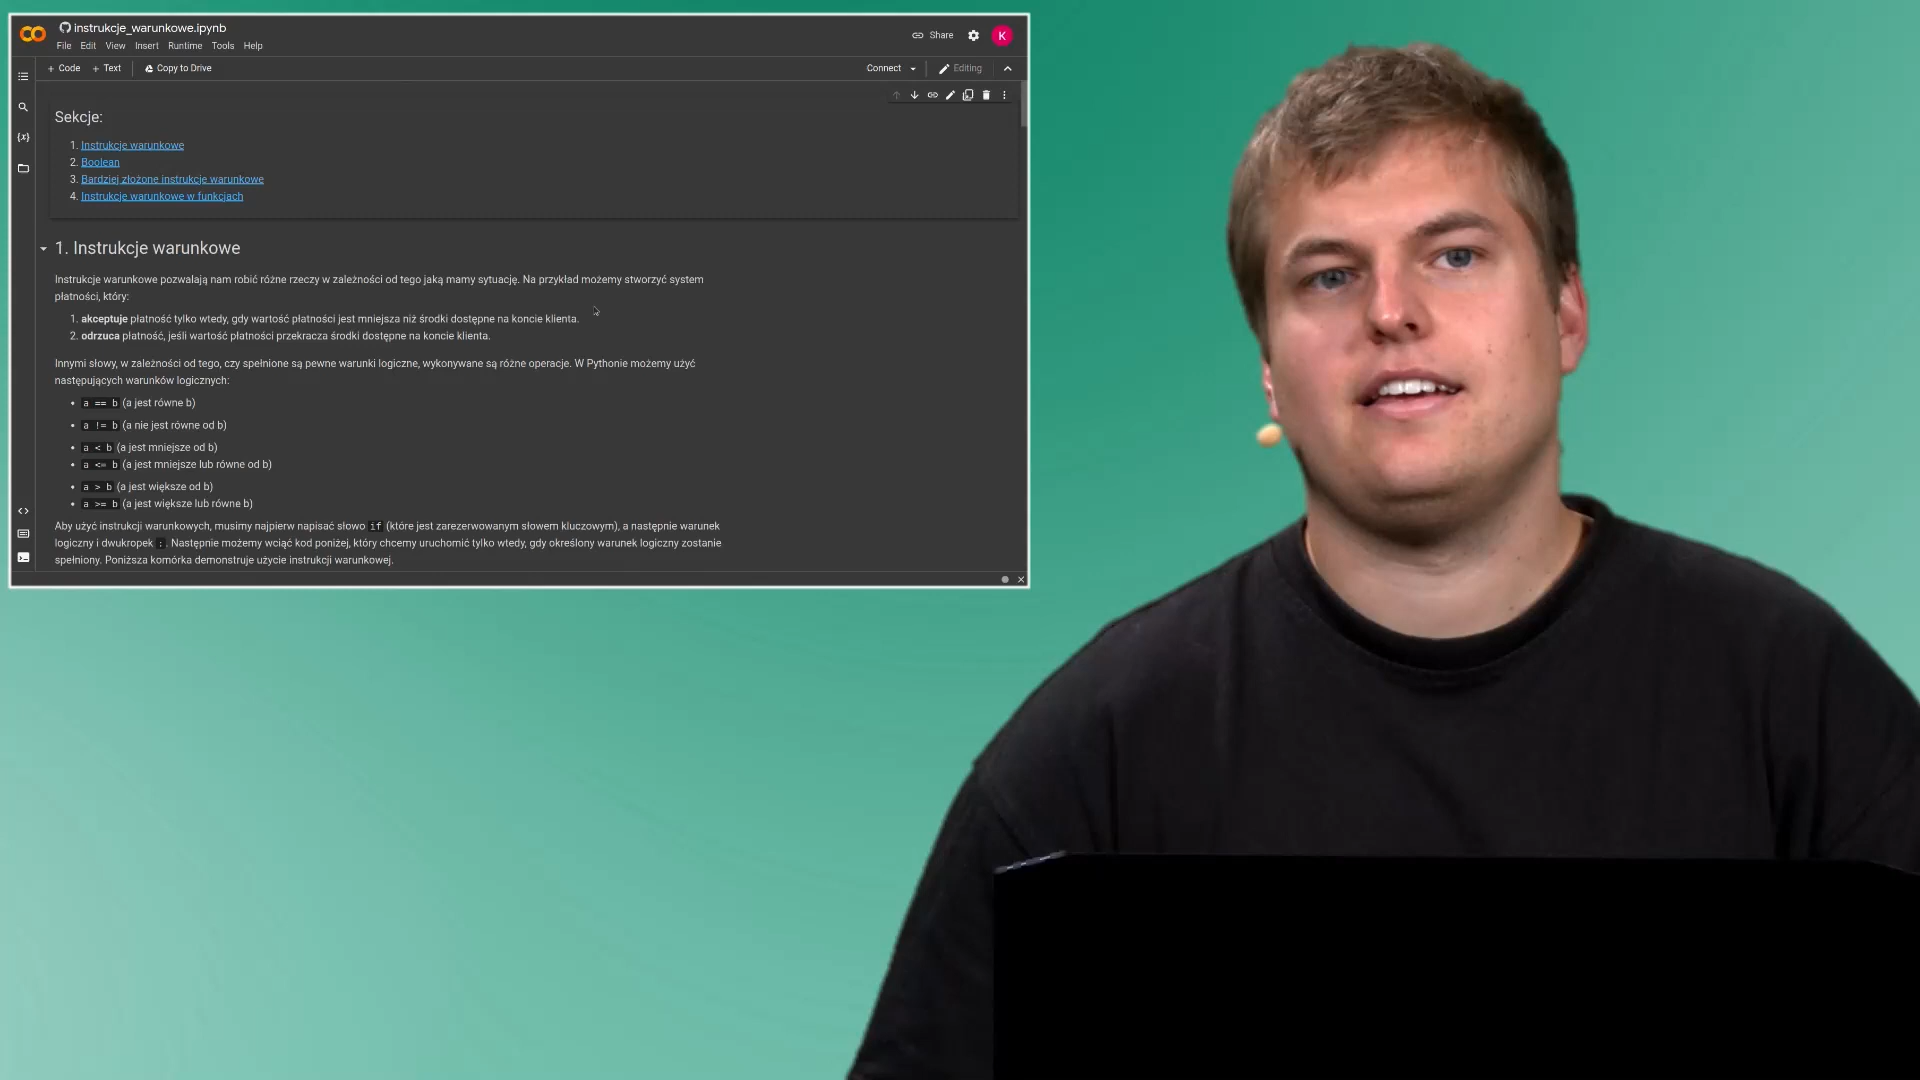 instrukcje_warunkowe.ipynb
File Edit View Insert Runtime Tools Help
Share
K
+ Code + Text Copy to Drive
Connect
Editing
{x}
Sekcje:
1. Instrukcje warunkowe
2. Boolean
3. Bardziej złożone instrukcje warunkowe
4. Instrukcje warunkowe w funkcjach
1. Instrukcje warunkowe
Instrukcje warunkowe pozwalają nam robić różne rzeczy w zależności od tego jaką mamy sytuację. Na przykład możemy stworzyć system
płatności, który:
1. akceptuje płatność tylko wtedy, gdy wartość płatności jest mniejsza niż środki dostępne na koncie klienta.
2. odrzuca płatność, jeśli wartość płatności przekracza środki dostępne na koncie klienta.
Innymi słowy, w zależności od tego, czy spełnione są pewne warunki logiczne, wykonywane są różne operacje. W Pythonie możemy użyć
następujących warunków logicznych:
• a == b (a jest równe b)
• a != b (a nie jest równe od b)
• a < b (a jest mniejsze od b)
• a <= b (a jest mniejsze lub równe od b)
• a > b (a jest większe od b)
• a >= b (a jest większe lub równe b)
Aby użyć instrukcji warunkowych, musimy najpierw napisać słowo if (które jest zarezerwowanym słowem kluczowym), a następnie warunek
logiczny i dwukropek : . Następnie możemy wciąć kod poniżej, który chcemy uruchomić tylko wtedy, gdy określony warunek logiczny zostanie
spełniony. Poniższa komórka demonstruje użycie instrukcji warunkowej.